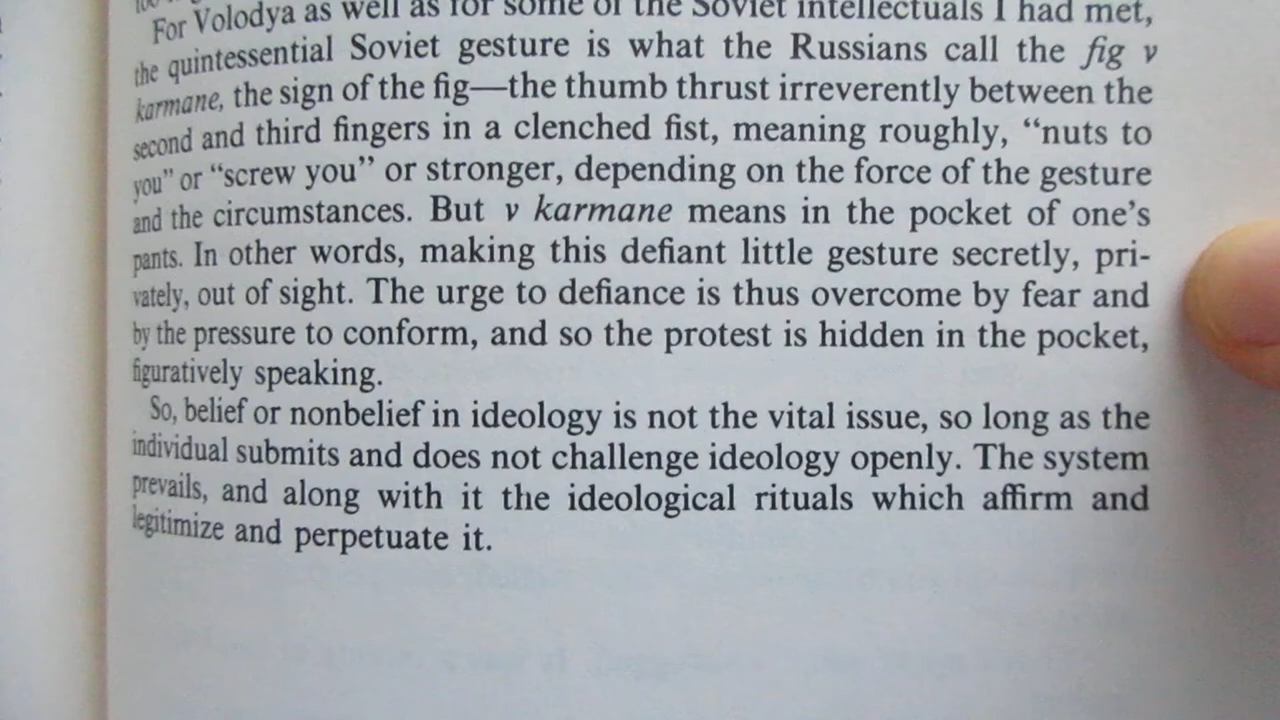 For Volodya as well as for some of the Soviet intellectuals I had met,
the quintessential Soviet gesture is what the Russians call the fig v
karmane, the sign of the fig—the thumb thrust irreverently between the
second and third fingers in a clenched fist, meaning roughly, “nuts to
you” or “screw you” or stronger, depending on the force of the gesture
and the circumstances. But v karmane means in the pocket of one’s
pants. In other words, making this defiant little gesture secretly, pri-
vately, out of sight. The urge to defiance is thus overcome by fear and
by the pressure to conform, and so the protest is hidden in the pocket,
figuratively speaking.
So, belief or nonbelief in ideology is not the vital issue, so long as the
individual submits and does not challenge ideology openly. The system
prevails, and along with it the ideological rituals which affirm and
legitimize and perpetuate it.